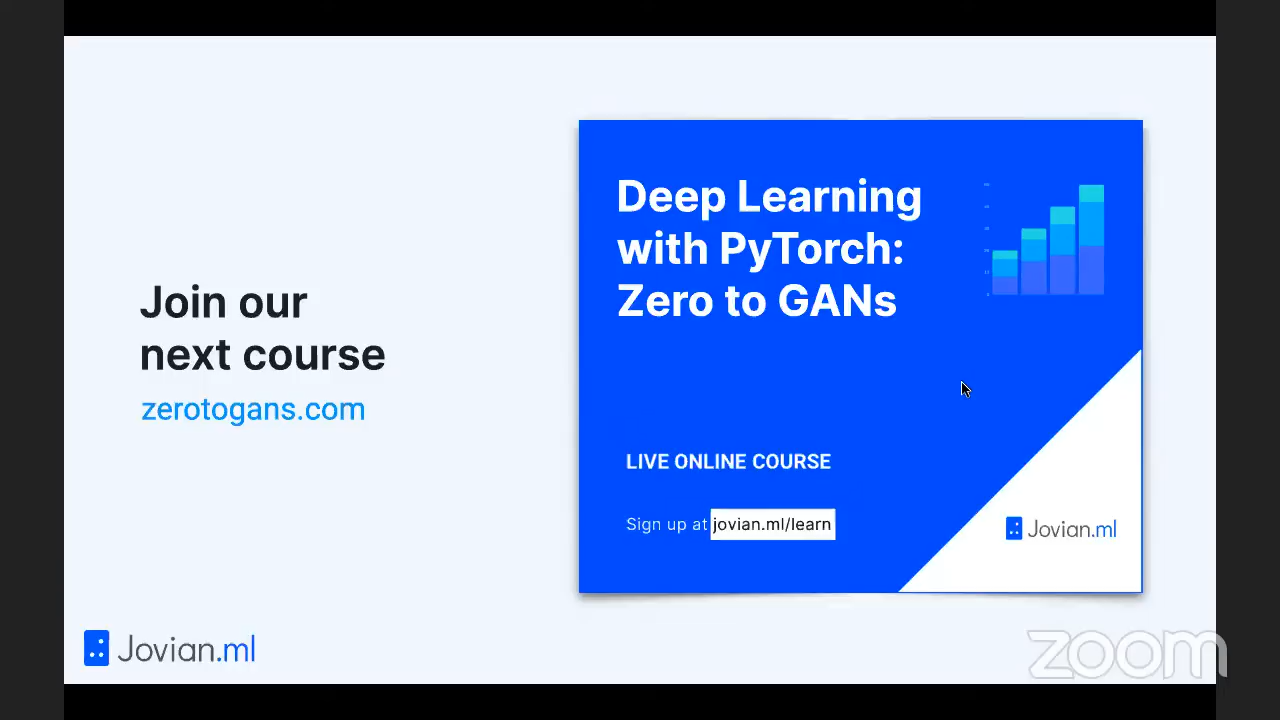 Join our
next course
zerotogans.com
Deep Learning
with PyTorch:
Zero to GANs
LIVE ONLINE COURSE
Sign up at jovian.ml/learn
Jovian.ml
Jovian.ml
zoom